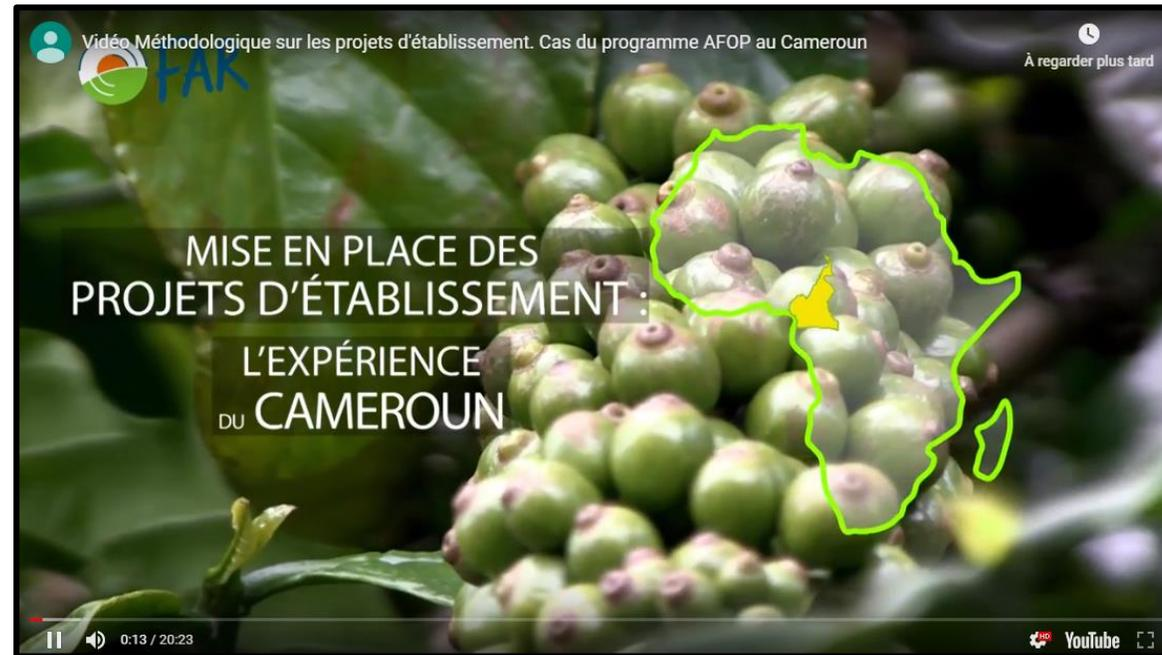 Vidéo Méthodologique sur les projets d'établissement. Cas du programme AFOP au Cameroun
À regarder plus tard
FAR
MISE EN PLACE DES
PROJETS D'ÉTABLISSEMENT :
L'EXPÉRIENCE
DU CAMEROUN
0:13 / 20:23
HD
YouTube